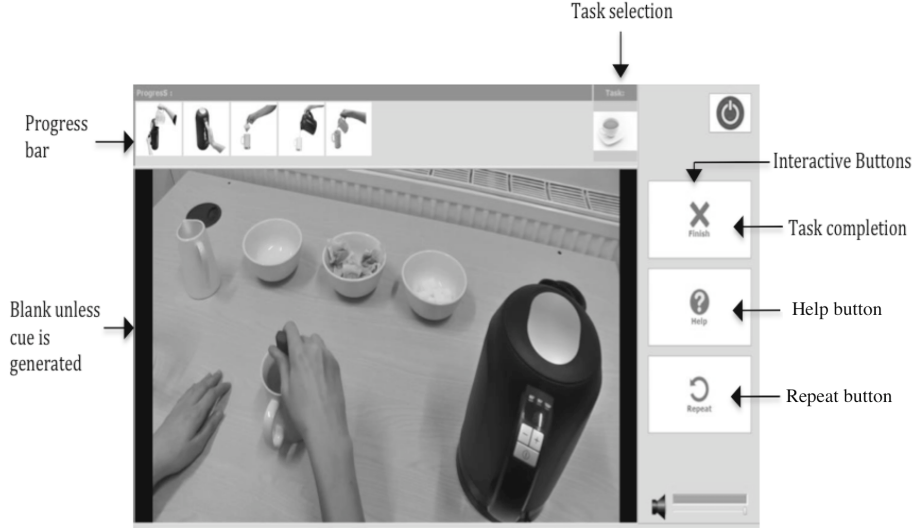 Task selection
Progress :
Task:
Progress
bar
Interactive Buttons
Finish
Task completion
Blank unless
cue is
generated
Help
Help button
Repeat
Repeat button